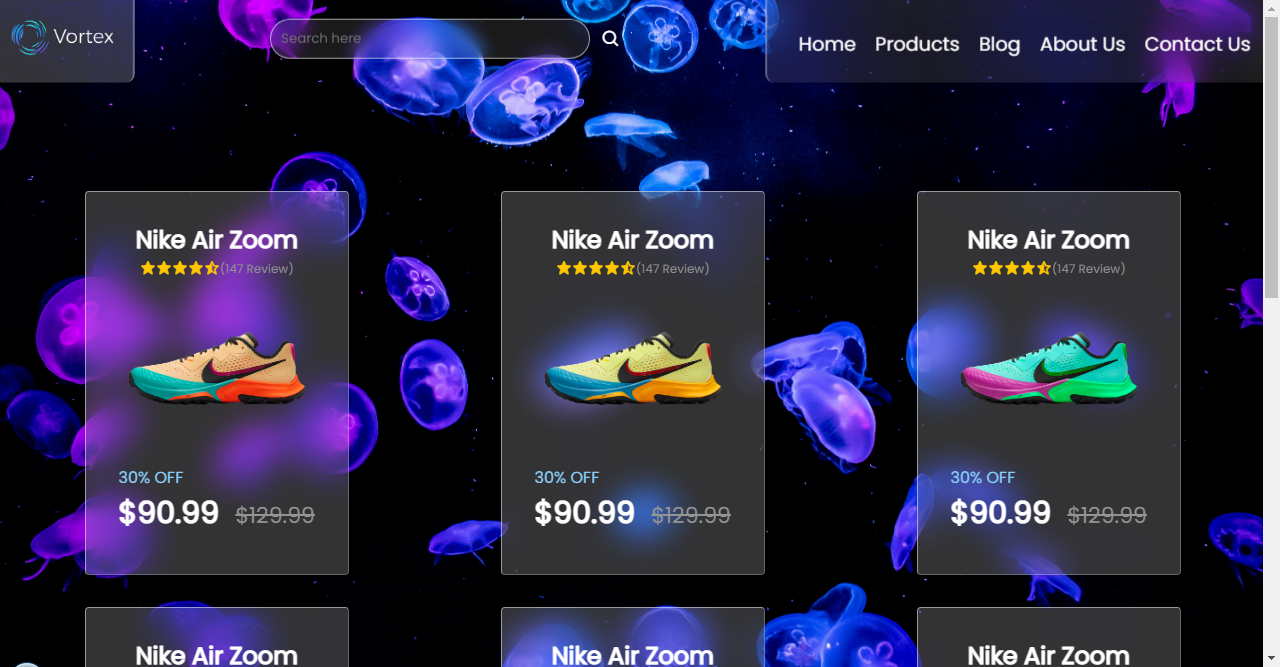 Vortex
Search here
Home Products Blog About Us Contact Us
Nike Air Zoom
(147 Review)
30% OFF
$90.99 $129.99
Nike Air Zoom
(147 Review)
30% OFF
$90.99 $129.99
Nike Air Zoom
(147 Review)
30% OFF
$90.99 $129.99
Nike Air Zoom
Nike Air Zoom
Nike Air Zoom